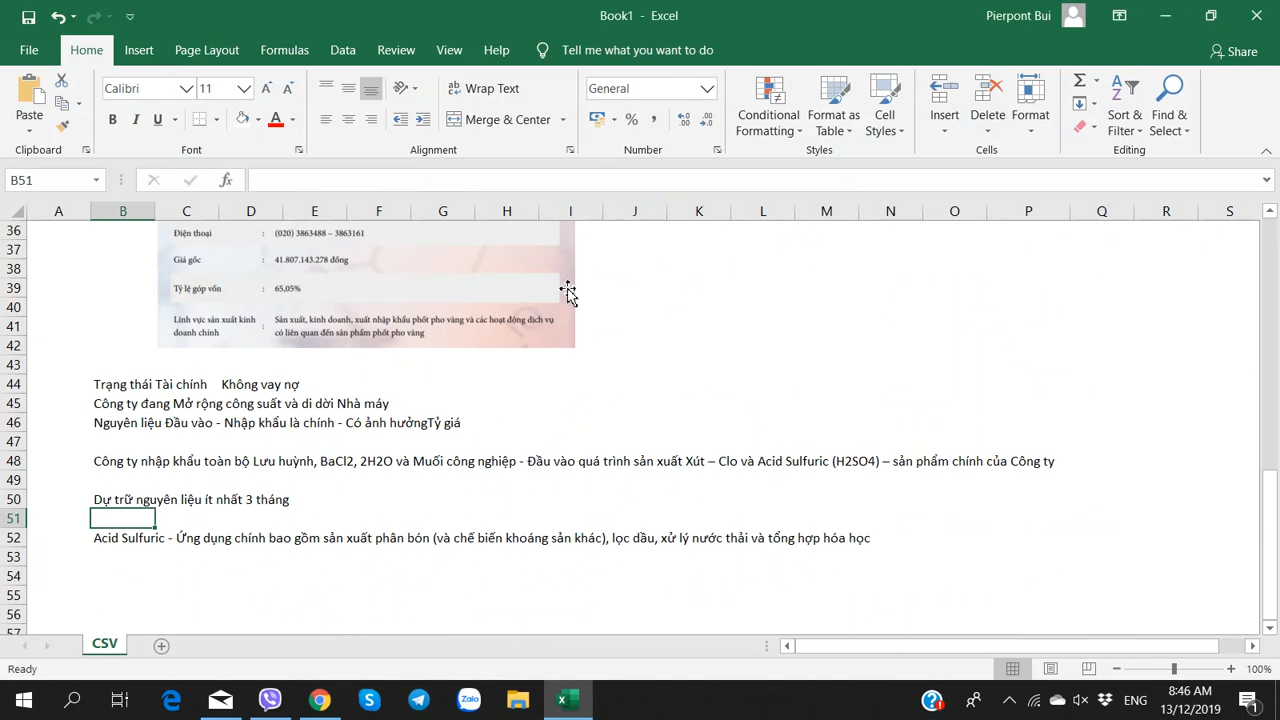 Book1 - Excel
Pierpont Bui
File Home Insert Page Layout Formulas Data Review View Help Tell me what you want to do Share
Paste
Clipboard
Calibri 11
B I U A
Font
ab Wrap Text
Merge & Center
Alignment
General
% ,
Number
Conditional Formatting
Format as Table
Cell Styles
Styles
Insert Delete Format
Cells
Sort & Filter
Find & Select
Editing
B51 fx
A B C D E F G H I J K L M N O P Q R S
36 Điện thoại : (020) 3863488 – 3863161
37 Giá gốc : 41.807.143.278 đồng
38
39 Tỷ lệ góp vốn : 65,05%
40
41 Lĩnh vực sản xuất kinh doanh chính : Sản xuất, kinh doanh, xuất nhập khẩu phốt pho vàng và các hoạt động dịch vụ có liên quan đến sản phẩm phốt pho vàng
42
43
44 Trạng thái Tài chính Không vay nợ
45 Công ty đang Mở rộng công suất và di dời Nhà máy
46 Nguyên liệu Đầu vào - Nhập khẩu là chính - Có ảnh hưởngTỷ giá
47
48 Công ty nhập khẩu toàn bộ Lưu huỳnh, BaCl2, 2H2O và Muối công nghiệp - Đầu vào quá trình sản xuất Xút – Clo và Acid Sulfuric (H2SO4) – sản phẩm chính của Công ty
49
50 Dự trữ nguyên liệu ít nhất 3 tháng
51
52 Acid Sulfuric - Ứng dụng chính bao gồm sản xuất phân bón (và chế biến khoáng sản khác), lọc dầu, xử lý nước thải và tổng hợp hóa học
53
54
55
56
57
CSV
Ready
100%
Zalo
ENG
8:46 AM
13/12/2019
1